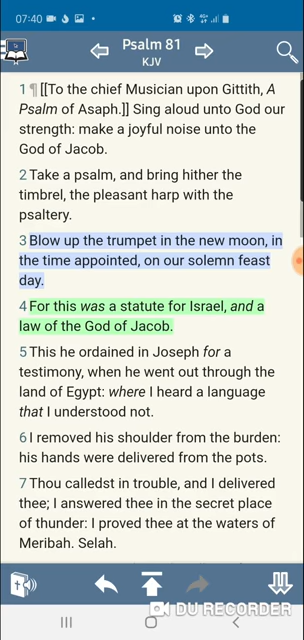 07:40
Psalm 81
KJV
1 ¶ [[To the chief Musician upon Gittith, A
Psalm of Asaph.]] Sing aloud unto God our
strength: make a joyful noise unto the
God of Jacob.
2 Take a psalm, and bring hither the
timbrel, the pleasant harp with the
psaltery.
3 Blow up the trumpet in the new moon, in
the time appointed, on our solemn feast
day.
4 For this was a statute for Israel, and a
law of the God of Jacob.
5 This he ordained in Joseph for a
testimony, when he went out through the
land of Egypt: where I heard a language
that I understood not.
6 I removed his shoulder from the burden:
his hands were delivered from the pots.
7 Thou calledst in trouble, and I delivered
thee; I answered thee in the secret place
of thunder: I proved thee at the waters of
Meribah. Selah.
DU RECORDER